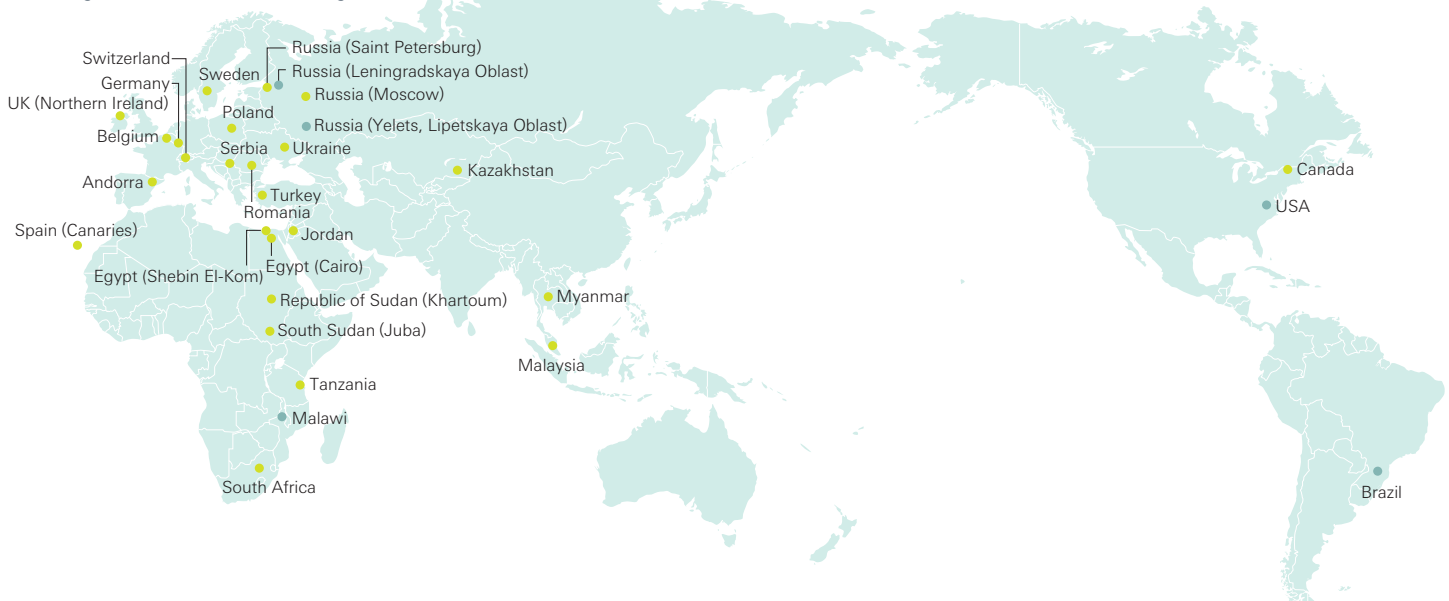 Russia (Saint Petersburg)
Switzerland
Russia (Leningradskaya Oblast)
Sweden
Germany
Russia (Moscow)
UK (Northern Ireland)
Poland
Russia (Yelets, Lipetskaya Oblast)
Belgium
Serbia
Ukraine
Kazakhstan
Canada
Andorra
Turkey
USA
Romania
Spain (Canaries)
Jordan
Egypt (Cairo)
Egypt (Shebin El-Kom)
Myanmar
Republic of Sudan (Khartoum)
South Sudan (Juba)
Malaysia
Tanzania
Malawi
South Africa
Brazil